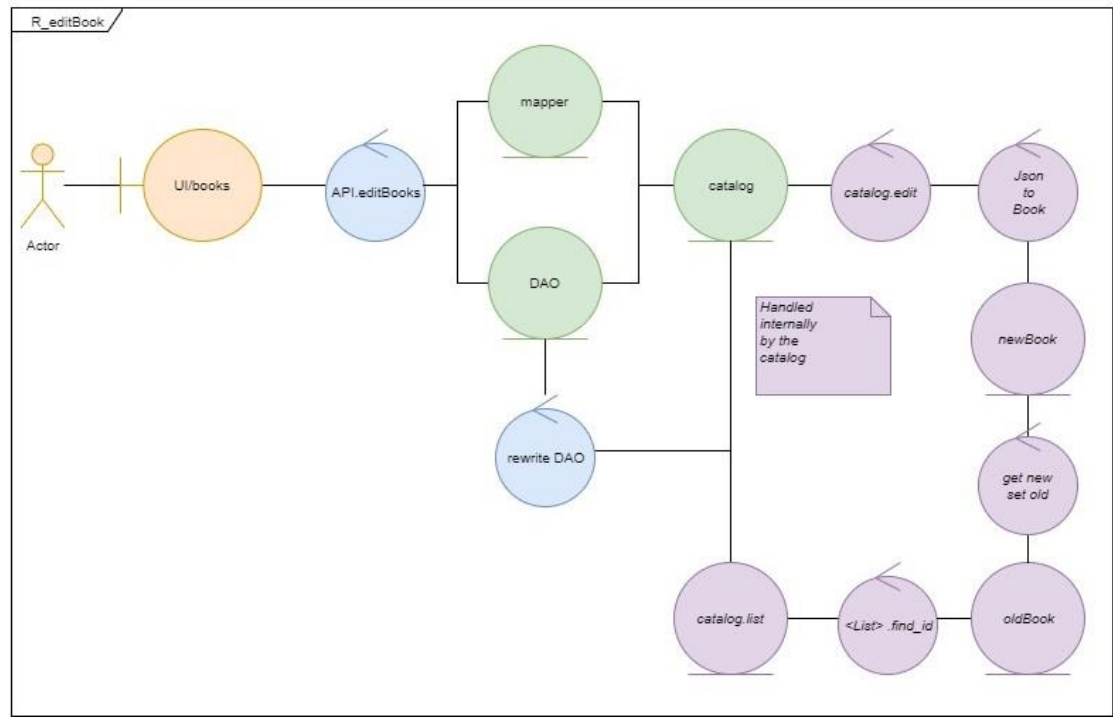 R_editBook
mapper
UI/books
API.editBooks
catalog
catalog.edit
Json
to
Book
Actor
DAO
Handled
internally
by the
catalog
newBook
rewrite DAO
get new
set old
catalog.list
<List> .find_id
oldBook